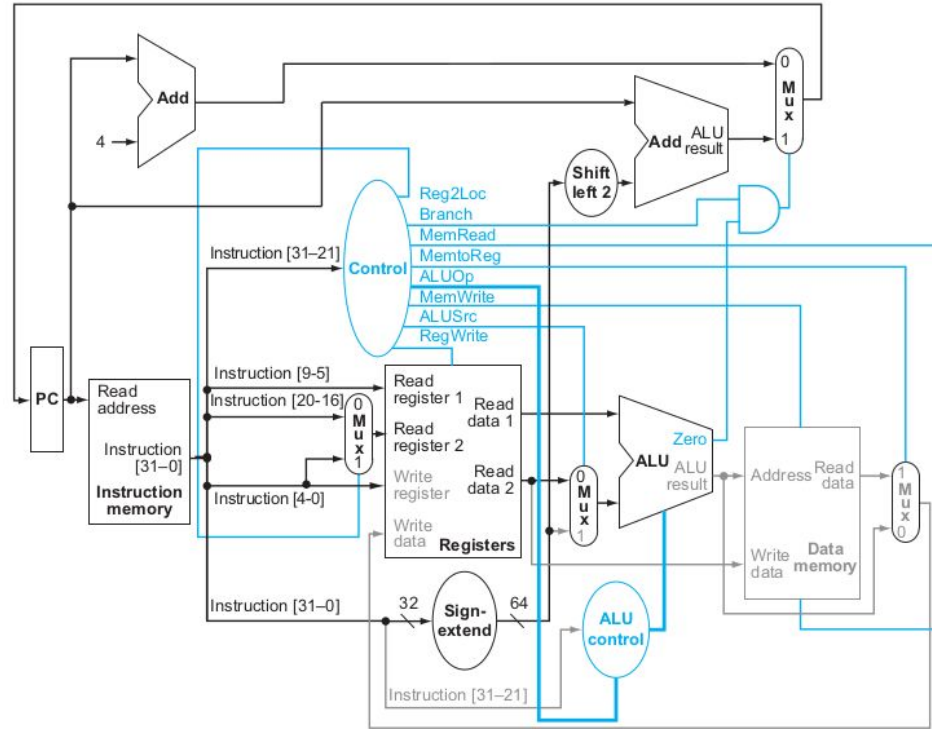 Add
4
Add
ALU
result
0
Mux
1
Shift
left 2
Reg2Loc
Branch
MemRead
MemtoReg
ALUOp
MemWrite
ALUSrc
RegWrite
Control
Instruction [31–21]
PC
Read
address
Instruction
[31–0]
Instruction
memory
Instruction [9-5]
Instruction [20-16]
Instruction [4-0]
Instruction [31–0]
0
Mux
1
Read
register 1
Read
register 2
Write
register
Write
data
Read
data 1
Read
data 2
Registers
0
Mux
1
Zero
ALU
ALU
result
Address
Read
data
Write
data
Data
memory
1
Mux
0
32
Sign-
extend
64
ALU
control
Instruction [31–21]